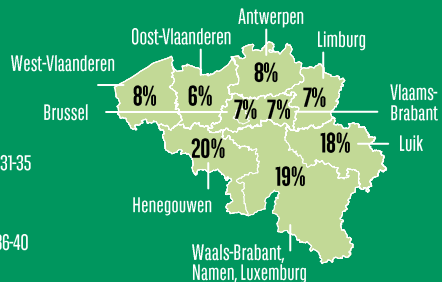 Antwerpen
Oost-Vlaanderen
Limburg
West-Vlaanderen
8%
8%
6%
7%
Vlaams-
Brabant
Brussel
7%
7%
31-35
20%
18%
Luik
19%
Henegouwen
36-40
Waals-Brabant,
Namen, Luxemburg